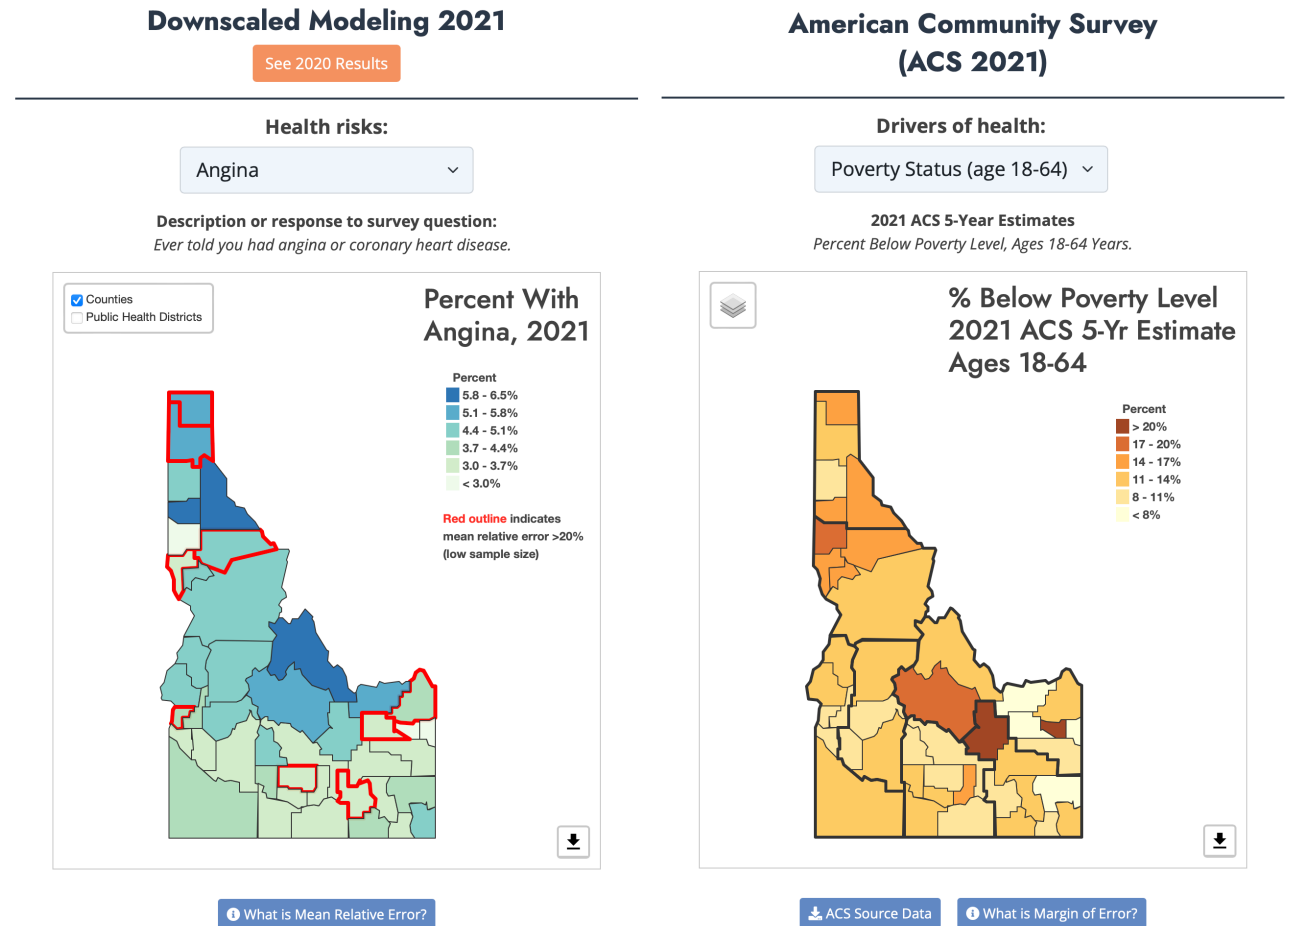 Downscaled Modeling 2021
See 2020 Results
Health risks:
Angina
Description or response to survey question:
Ever told you had angina or coronary heart disease.
Counties
Public Health Districts
Percent With
Angina, 2021
Percent
5.8 - 6.5%
5.1 - 5.8%
4.4 - 5.1%
3.7 - 4.4%
3.0 - 3.7%
< 3.0%
Red outline indicates
mean relative error >20%
(low sample size)
What is Mean Relative Error?
American Community Survey
(ACS 2021)
Drivers of health:
Poverty Status (age 18-64)
2021 ACS 5-Year Estimates
Percent Below Poverty Level, Ages 18-64 Years.
% Below Poverty Level
2021 ACS 5-Yr Estimate
Ages 18-64
Percent
> 20%
17 - 20%
14 - 17%
11 - 14%
8 - 11%
< 8%
ACS Source Data
What is Margin of Error?